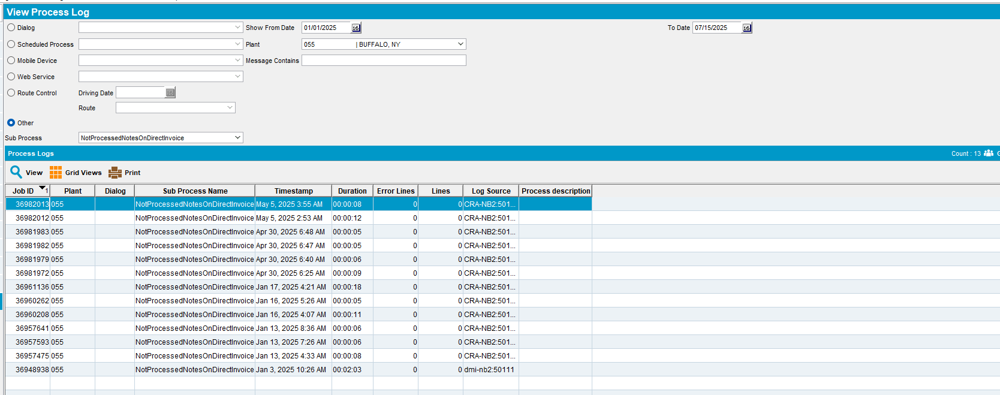 View Process Log
Dialog Show From Date 01/01/2025 16 To Date 07/15/2025 16
Scheduled Process Plant 055 | BUFFALO, NY
Mobile Device Message Contains
Web Service
Route Control Driving Date 16
Route
Other
Sub Process NotProcessedNotesOnDirectInvoice
Process Logs Count : 13
View Grid Views Print
Job ID 1 Plant Dialog Sub Process Name Timestamp Duration Error Lines Lines Log Source Process description
36982013 055 NotProcessedNotesOnDirectInvoice May 5, 2025 3:55 AM 00:00:08 0 0 CRA-NB2:501...
36982012 055 NotProcessedNotesOnDirectInvoice May 5, 2025 2:53 AM 00:00:12 0 0 CRA-NB2:501...
36981983 055 NotProcessedNotesOnDirectInvoice Apr 30, 2025 6:48 AM 00:00:05 0 0 CRA-NB2:501...
36981982 055 NotProcessedNotesOnDirectInvoice Apr 30, 2025 6:47 AM 00:00:05 0 0 CRA-NB2:501...
36981979 055 NotProcessedNotesOnDirectInvoice Apr 30, 2025 6:40 AM 00:00:06 0 0 CRA-NB2:501...
36981972 055 NotProcessedNotesOnDirectInvoice Apr 30, 2025 6:25 AM 00:00:09 0 0 CRA-NB2:501...
36961136 055 NotProcessedNotesOnDirectInvoice Jan 17, 2025 4:21 AM 00:00:18 0 0 CRA-NB2:501...
36960262 055 NotProcessedNotesOnDirectInvoice Jan 16, 2025 5:26 AM 00:00:05 0 0 CRA-NB2:501...
36960208 055 NotProcessedNotesOnDirectInvoice Jan 16, 2025 4:07 AM 00:00:11 0 0 CRA-NB2:501...
36957641 055 NotProcessedNotesOnDirectInvoice Jan 13, 2025 8:36 AM 00:00:06 0 0 CRA-NB2:501...
36957593 055 NotProcessedNotesOnDirectInvoice Jan 13, 2025 7:26 AM 00:00:06 0 0 CRA-NB2:501...
36957475 055 NotProcessedNotesOnDirectInvoice Jan 13, 2025 4:33 AM 00:00:08 0 0 CRA-NB2:501...
36948938 055 NotProcessedNotesOnDirectInvoice Jan 3, 2025 10:26 AM 00:02:03 0 0 dmi-nb2:50111